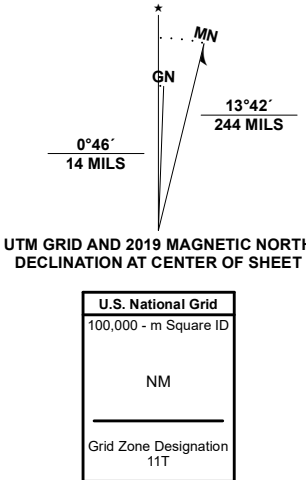 ★
MN
GN
0°46´
14 MILS
13°42´
244 MILS
UTM GRID AND 2019 MAGNETIC NORTH
DECLINATION AT CENTER OF SHEET
U.S. National Grid
100,000 - m Square ID
NM
Grid Zone Designation
11T